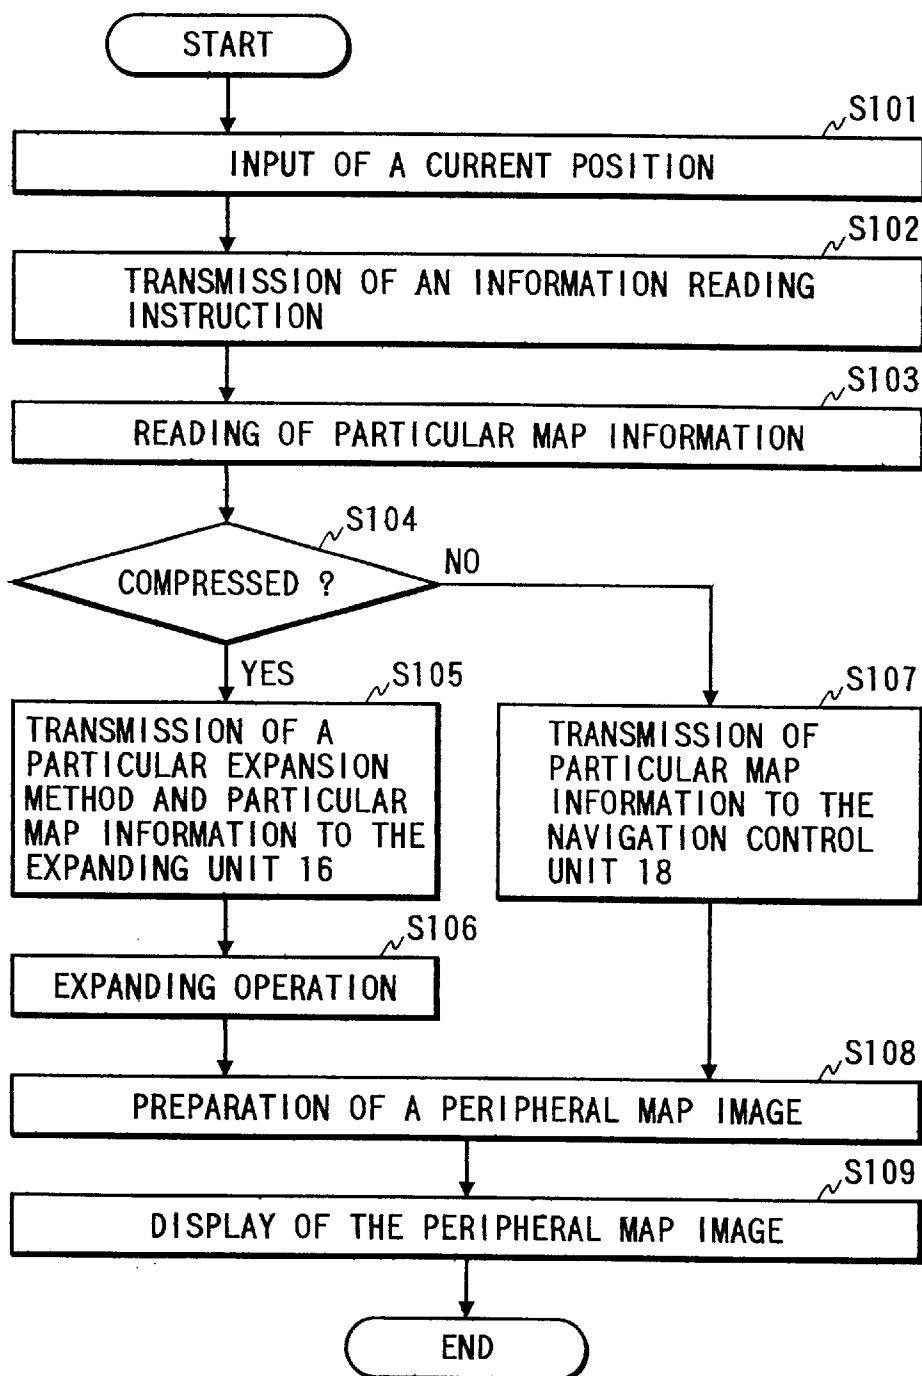 START
S101
INPUT OF A CURRENT POSITION
S102
TRANSMISSION OF AN INFORMATION READING
INSTRUCTION
S103
READING OF PARTICULAR MAP INFORMATION
S104
COMPRESSED ?
NO
YES
S105
TRANSMISSION OF A
PARTICULAR EXPANSION
METHOD AND PARTICULAR
MAP INFORMATION TO THE
EXPANDING UNIT 16
S107
TRANSMISSION OF
PARTICULAR MAP
INFORMATION TO THE
NAVIGATION CONTROL
UNIT 18
S106
EXPANDING OPERATION
S108
PREPARATION OF A PERIPHERAL MAP IMAGE
S109
DISPLAY OF THE PERIPHERAL MAP IMAGE
END